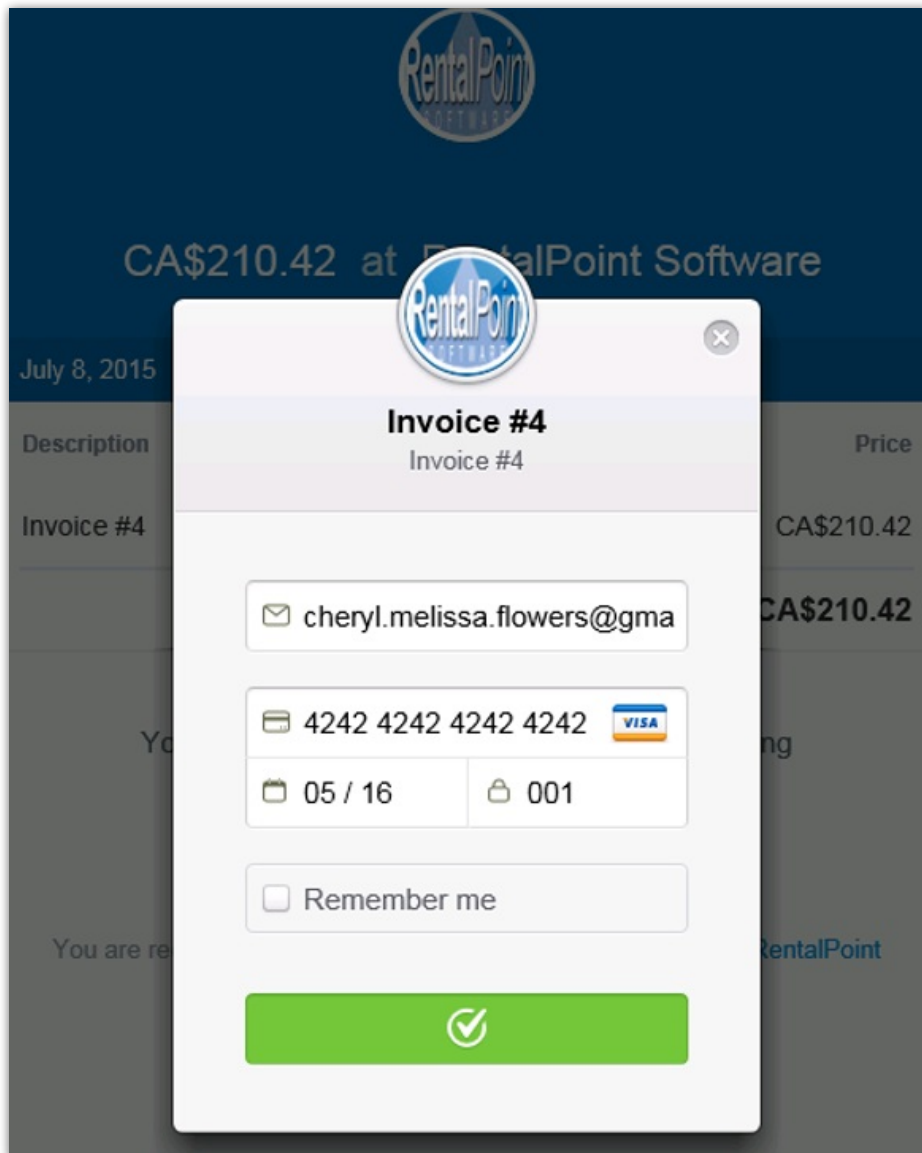 RentalPoint
SOFTWARE
CA$210.42 at RentalPoint Software
RentalPoint
SOFTWARE
July 8, 2015
Invoice #4
Description
Invoice #4
Price
Invoice #4
CA$210.42
cheryl.melissa.flowers@gma
CA$210.42
4242 4242 4242 4242 VISA
Yo
ng
05 / 16
001
Remember me
You are re
RentalPoint